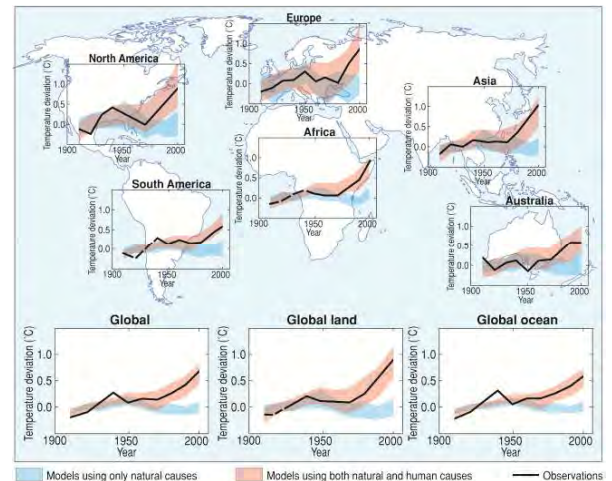 Europe
Temperature deviation (°C)
1.0
0.5
0.0
1900
1950
2000
Year
North America
Temperature deviation (°C)
1.0
0.5
0.0
1900
1950
2000
Year
Asia
Temperature deviation (°C)
1.0
0.5
0.0
1900
1950
2000
Year
Africa
Temperature deviation (°C)
1.0
0.5
0.0
1900
1950
2000
Year
South America
Temperature deviation (°C)
1.0
0.5
0.0
1900
1950
2000
Year
Australia
Temperature deviation (°C)
1.0
0.5
0.0
1900
1950
2000
Year
Global
Temperature deviation (°C)
1.0
0.5
0.0
1900
1950
2000
Year
Global land
Temperature deviation (°C)
1.0
0.5
0.0
1900
1950
2000
Year
Global ocean
Temperature deviation (°C)
1.0
0.5
0.0
1900
1950
2000
Year
Models using only natural causes
Models using both natural and human causes
Observations